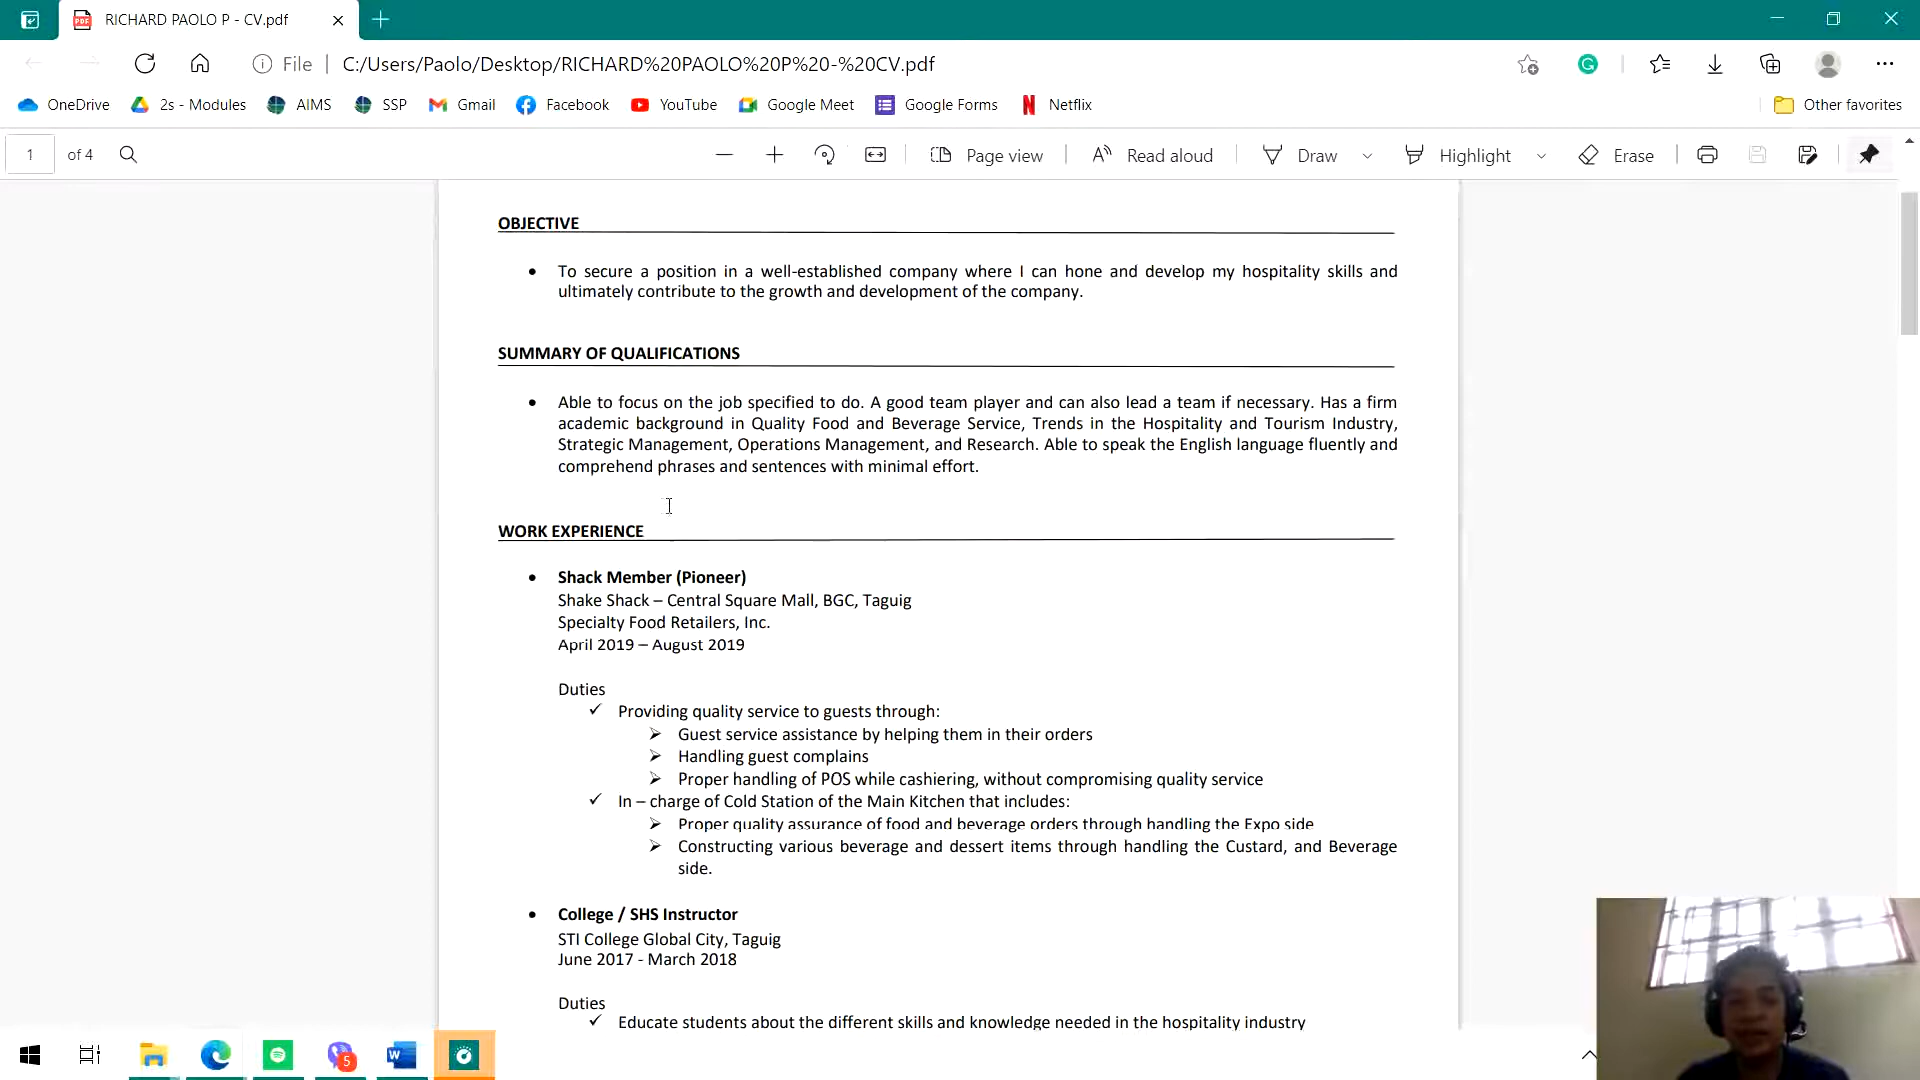 RICHARD PAOLO P - CV.pdf
File
C:/Users/Paolo/Desktop/RICHARD%20PAOLO%20P%20-%20CV.pdf
OneDrive
2s - Modules
AIMS
SSP
Gmail
Facebook
YouTube
Google Meet
Google Forms
Netflix
Other favorites
1 of 4
Page view
Read aloud
Draw
Highlight
Erase
OBJECTIVE
• To secure a position in a well-established company where I can hone and develop my hospitality skills and
ultimately contribute to the growth and development of the company.
SUMMARY OF QUALIFICATIONS
• Able to focus on the job specified to do. A good team player and can also lead a team if necessary. Has a firm
academic background in Quality Food and Beverage Service, Trends in the Hospitality and Tourism Industry,
Strategic Management, Operations Management, and Research. Able to speak the English language fluently and
comprehend phrases and sentences with minimal effort.
WORK EXPERIENCE
• Shack Member (Pioneer)
Shake Shack – Central Square Mall, BGC, Taguig
Specialty Food Retailers, Inc.
April 2019 – August 2019
Duties
✓ Providing quality service to guests through:
➢ Guest service assistance by helping them in their orders
➢ Handling guest complains
➢ Proper handling of POS while cashiering, without compromising quality service
✓ In – charge of Cold Station of the Main Kitchen that includes:
➢ Proper quality assurance of food and beverage orders through handling the Expo side
➢ Constructing various beverage and dessert items through handling the Custard, and Beverage
side.
• College / SHS Instructor
STI College Global City, Taguig
June 2017 - March 2018
Duties
✓ Educate students about the different skills and knowledge needed in the hospitality industry
5